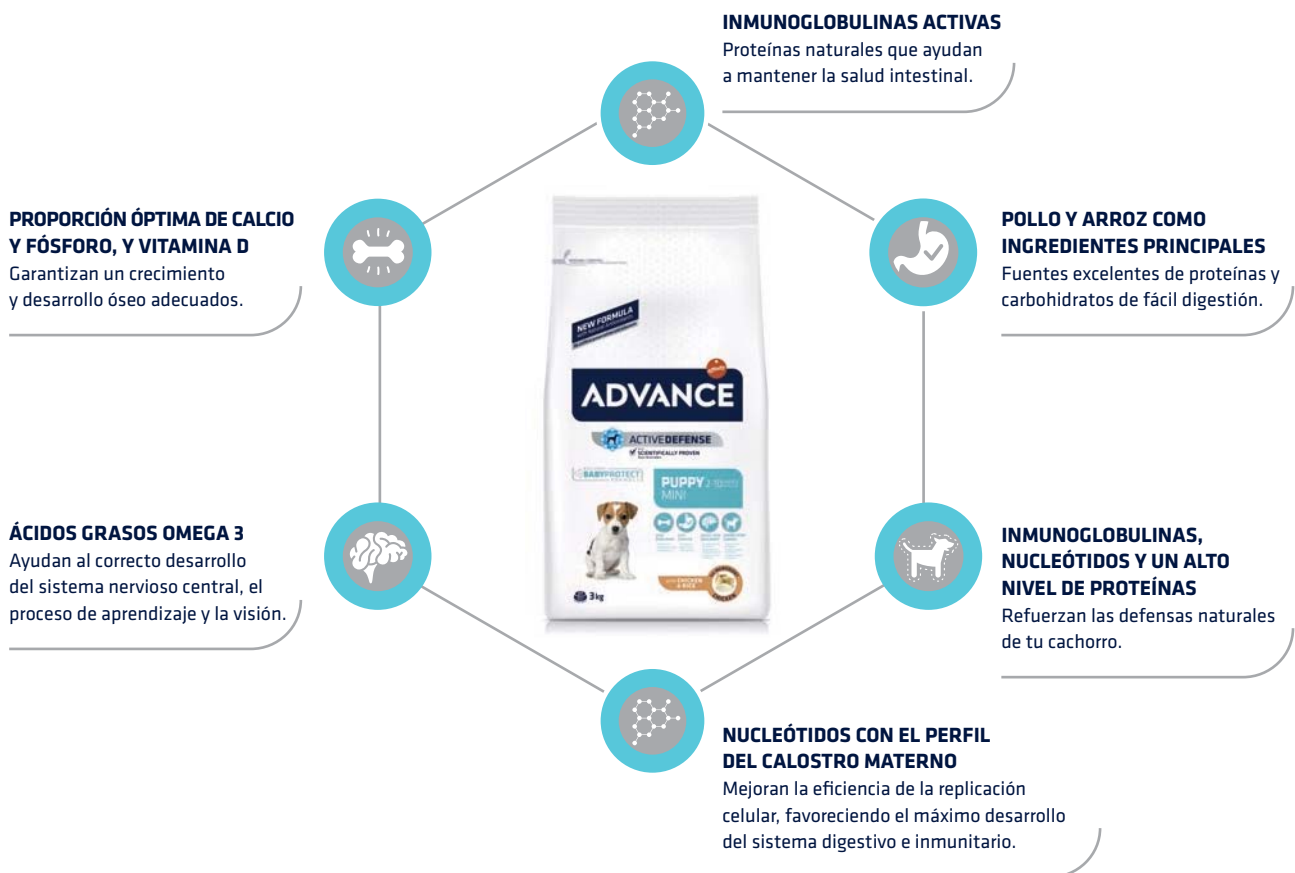 INMUNOGLOBULINAS ACTIVAS
Proteínas naturales que ayudan
a mantener la salud intestinal.
PROPORCIÓN ÓPTIMA DE CALCIO
Y FÓSFORO, Y VITAMINA D
Garantizan un crecimiento
y desarrollo óseo adecuados.
POLLO Y ARROZ COMO
INGREDIENTES PRINCIPALES
Fuentes excelentes de proteínas y
carbohidratos de fácil digestión.
NEW FORMULA
ADVANCE
ACTIVEDEFENSE
SCIENTIFICALLY PROVEN
BABYPROTECT
PUPPY
MINI
CHICKEN
& RICE
CHICKEN
3kg
ÁCIDOS GRASOS OMEGA 3
Ayudan al correcto desarrollo
del sistema nervioso central, el
proceso de aprendizaje y la visión.
INMUNOGLOBULINAS,
NUCLEÓTIDOS Y UN ALTO
NIVEL DE PROTEÍNAS
Refuerzan las defensas naturales
de tu cachorro.
NUCLEÓTIDOS CON EL PERFIL
DEL CALOSTRO MATERNO
Mejoran la eficiencia de la replicación
celular, favoreciendo el máximo desarrollo
del sistema digestivo e inmunitario.